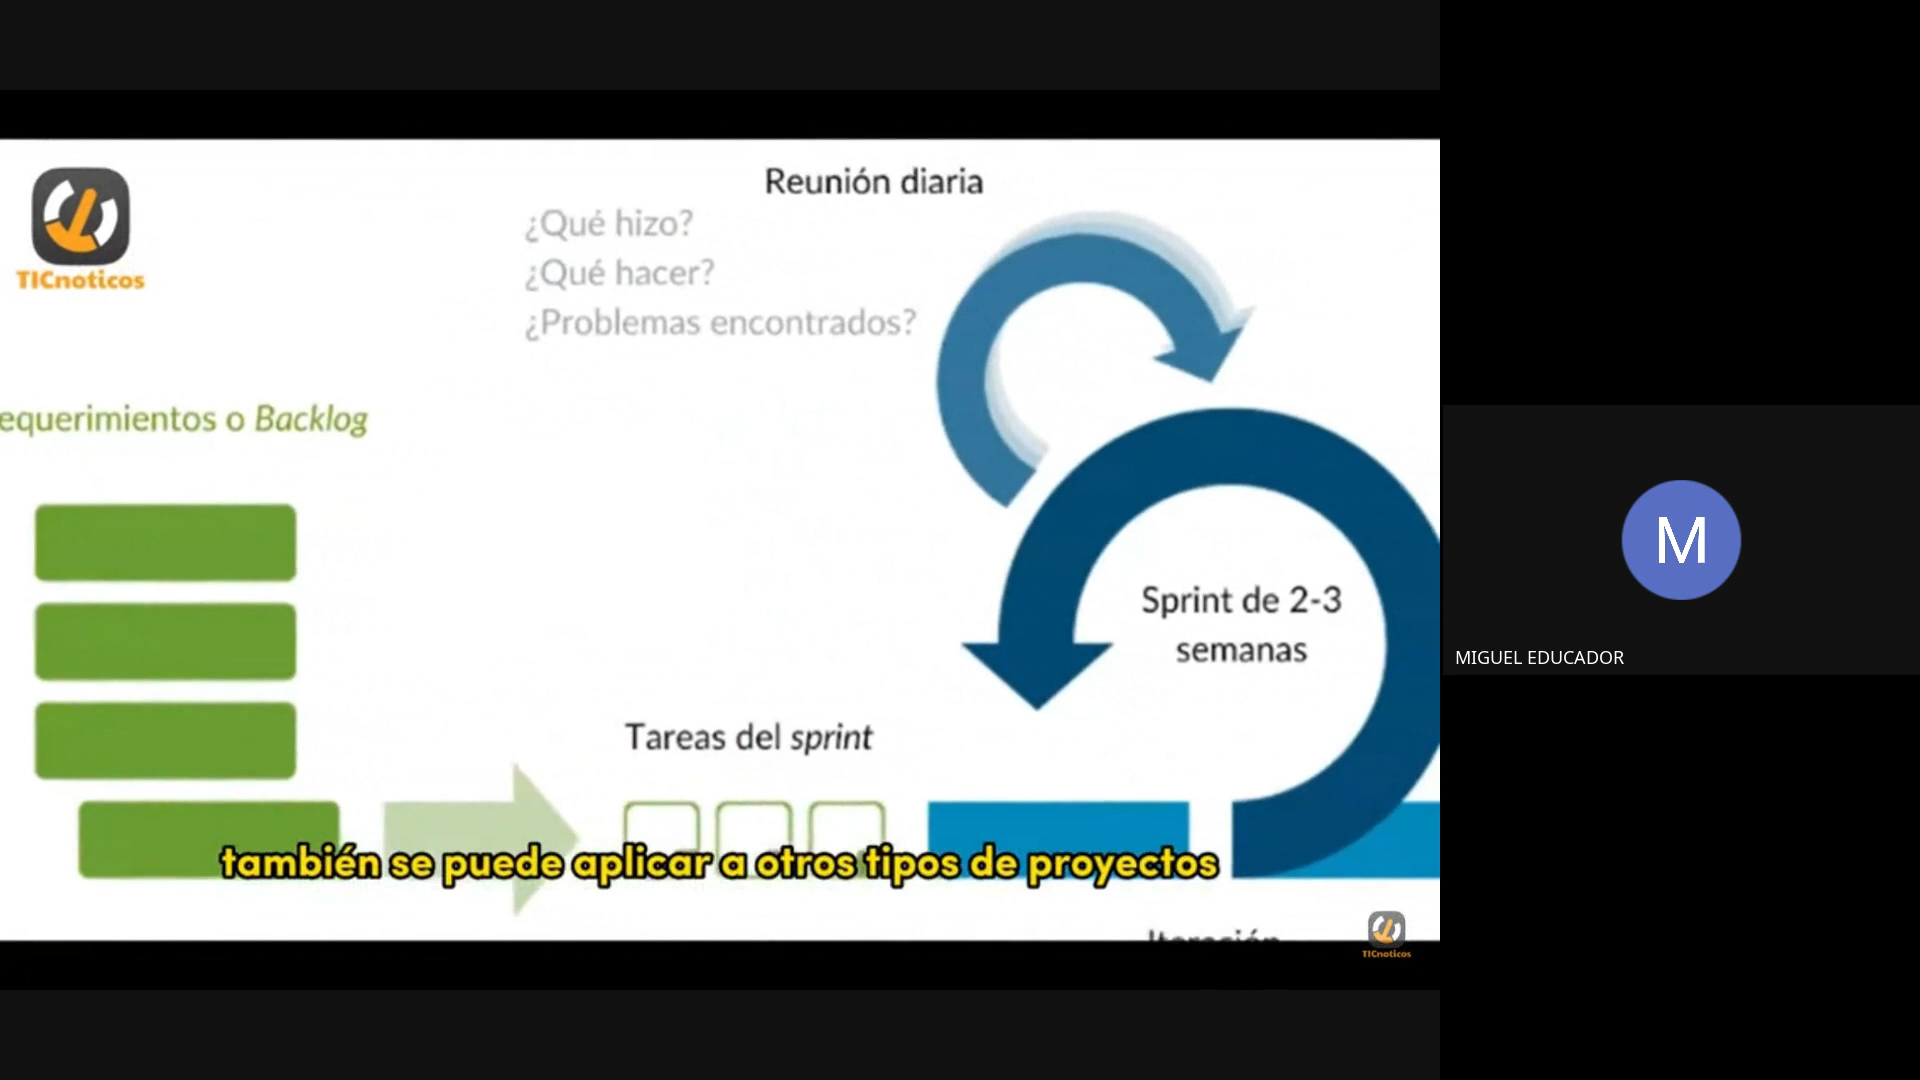 Reunión diaria
¿Qué hizo?
¿Qué hacer?
¿Problemas encontrados?
TICnoticos
equerimientos o Backlog
Sprint de 2-3
semanas
Tareas del sprint
también se puede aplicar a otros tipos de proyectos
Iteración
TICnoticos
M
MIGUEL EDUCADOR